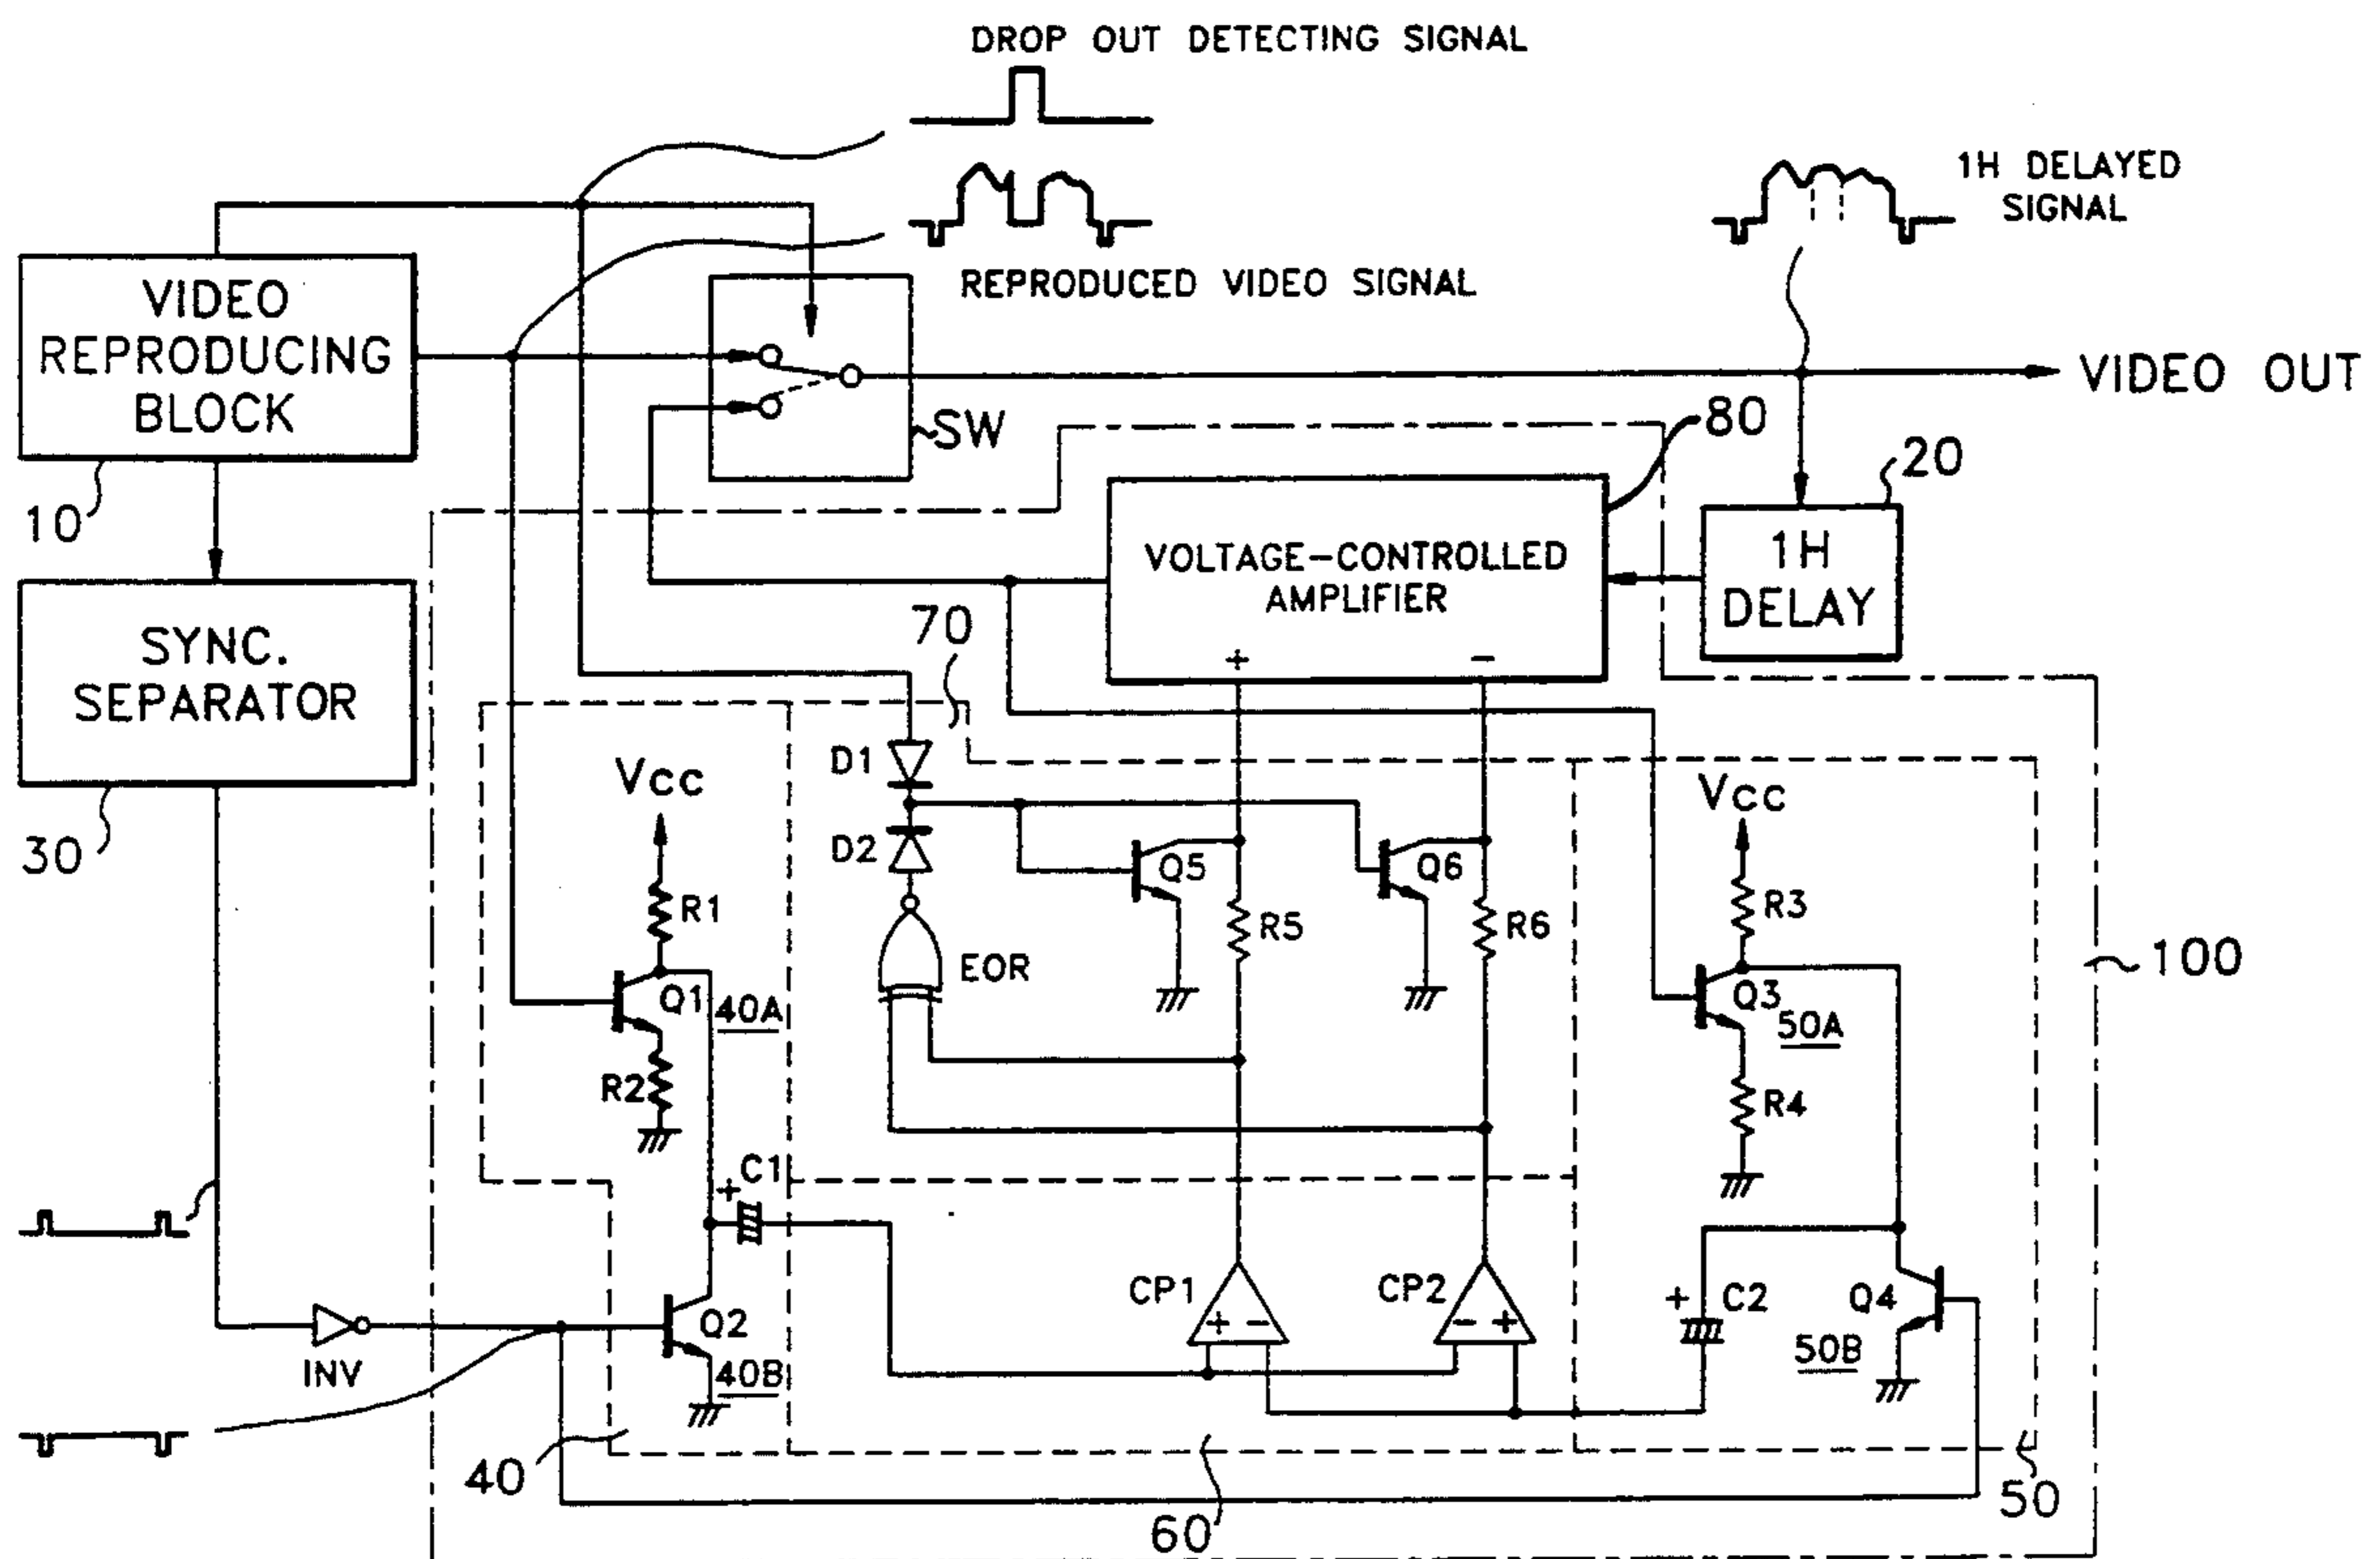 DROP OUT DETECTING SIGNAL
1H DELAYED
SIGNAL
REPRODUCED VIDEO SIGNAL
VIDEO
REPRODUCING
BLOCK
10
SW
VIDEO OUT
80
20
VOLTAGE-CONTROLLED
AMPLIFIER
+ −
1H
DELAY
SYNC.
SEPARATOR
30
70
D1
D2
Vcc
R1
Q1
40A
R2
EOR
Q5
R5
Q6
R6
Vcc
R3
Q3
50A
R4
100
+
C1
Q2
40B
INV
CP1
+ −
CP2
− +
+
C2
Q4
50B
40
60
50